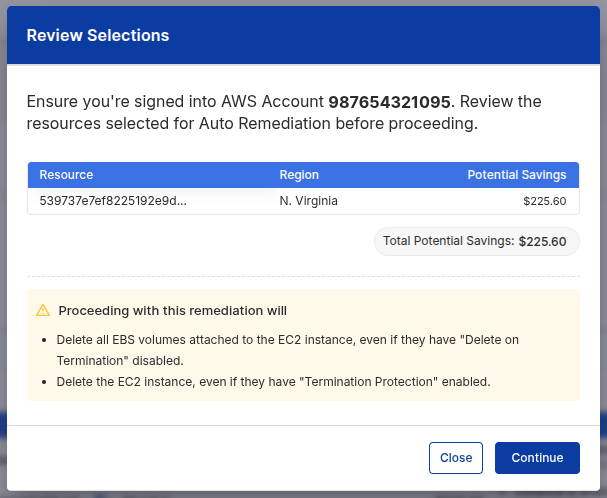 Review Selections
Ensure you're signed into AWS Account 987654321095. Review the
resources selected for Auto Remediation before proceeding.
Resource Region Potential Savings
539737e7ef8225192e9d... N. Virginia $225.60
Total Potential Savings: $225.60
Proceeding with this remediation will
• Delete all EBS volumes attached to the EC2 instance, even if they have "Delete on
Termination" disabled.
• Delete the EC2 instance, even if they have "Termination Protection" enabled.
Close Continue